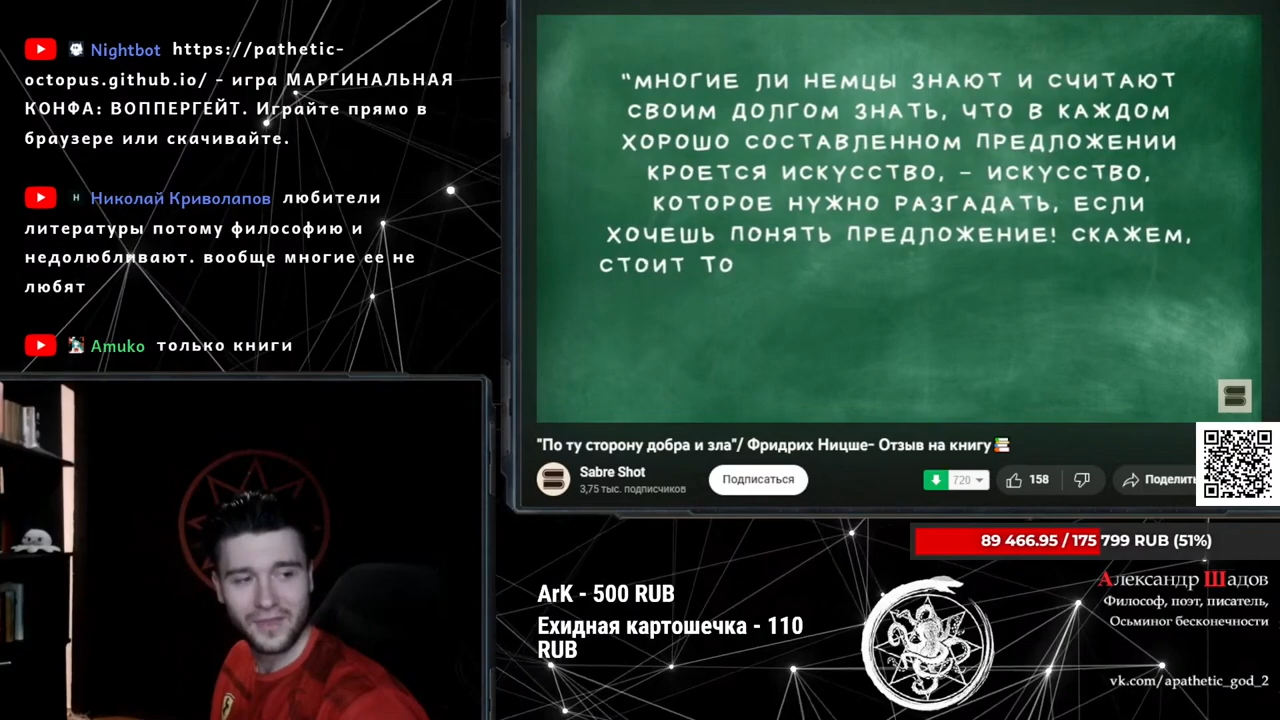 Nightbot https://pathetic-
octopus.github.io/ - игра МАРГИНАЛЬНАЯ
КОНФА: ВОППЕРГЕЙТ. Играйте прямо в
браузере или скачивайте.
Н Николай Криволапов любители
литературы потому философию и
недолюбливают. вообще многие ее не
любят
Amuko только книги
"МНОГИЕ ЛИ НЕМЦЫ ЗНАЮТ И СЧИТАЮТ
СВОИМ ДОЛГОМ ЗНАТЬ, ЧТО В КАЖДОМ
ХОРОШО СОСТАВЛЕННОМ ПРЕДЛОЖЕНИИ
КРОЕТСЯ ИСКУССТВО, – ИСКУССТВО,
КОТОРОЕ НУЖНО РАЗГАДАТЬ, ЕСЛИ
ХОЧЕШЬ ПОНЯТЬ ПРЕДЛОЖЕНИЕ! СКАЖЕМ,
СТОИТ ТО
"По ту сторону добра и зла"/ Фридрих Ницше- Отзыв на книгу
Sabre Shot
3,75 тыс. подписчиков
Подписаться
720
158
Поделить
89 466.95 / 175 799 RUB (51%)
ArK - 500 RUB
Ехидная картошечка - 110
RUB
Александр Шадов
Философ, поэт, писатель,
Осьминог бесконечности
vk.com/apathetic_god_2